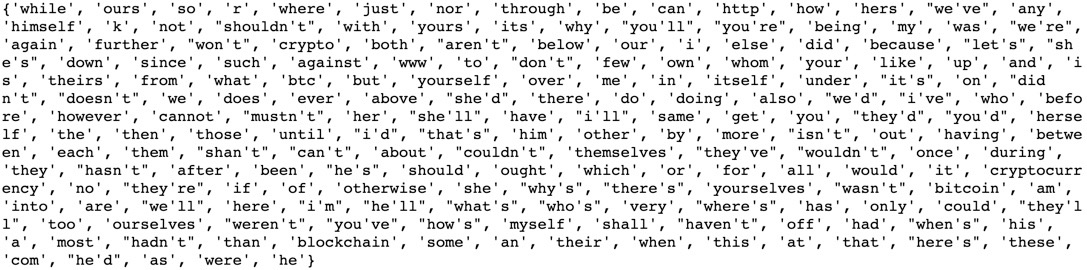 {'while', 'ours', 'so', 'r', 'where', 'just', 'nor', 'through', 'be', 'can', 'http', 'how', 'hers', "we've", 'any',
'himself', 'k', 'not', "shouldn't", 'with', 'yours', 'its', 'why', "you'll", "you're", 'being', 'my', 'was', "we're",
'again', 'further', "won't", 'crypto', 'both', "aren't", 'below', 'our', 'i', 'else', 'did', 'because', "let's", "sh
e's", 'down', 'since', 'such', 'against', 'www', 'to', "don't", 'few', 'own', 'whom', 'your', 'like', 'up', 'and', 'i
s', 'theirs', 'from', 'what', 'btc', 'but', 'yourself', 'over', 'me', 'in', 'itself', 'under', "it's", 'on', "did
n't", "doesn't", 'we', 'does', 'ever', 'above', "she'd", 'there', 'do', 'doing', 'also', "we'd", "i've", 'who', 'befo
re', 'however', 'cannot', "mustn't", 'her', "she'll", 'have', "i'll", 'same', 'get', 'you', "they'd", "you'd", 'herse
lf', 'the', 'then', 'those', 'until', "i'd", "that's", 'him', 'other', 'by', 'more', "isn't", 'out', 'having', 'betwe
en', 'each', 'them', "shan't", "can't", 'about', "couldn't", 'themselves', "they've", "wouldn't", 'once', 'during',
'they', "hasn't", 'after', 'been', "he's", 'should', 'ought', 'which', 'or', 'for', 'all', 'would', 'it', 'cryptocurr
ency', 'no', "they're", 'if', 'of', 'otherwise', 'she', "why's", "there's", 'yourselves', "wasn't", 'bitcoin', 'am',
'into', 'are', "we'll", 'here', "i'm", "he'll", "what's", "who's", 'very', "where's", 'has', 'only', 'could', "they'l
l", 'too', 'ourselves', "weren't", "you've", "how's", 'myself', 'shall', "haven't", 'off', 'had', "when's", 'his',
'a', 'most', "hadn't", 'than', 'blockchain', 'some', 'an', 'their', 'when', 'this', 'at', 'that', "here's", 'these',
'com', "he'd", 'as', 'were', 'he'}